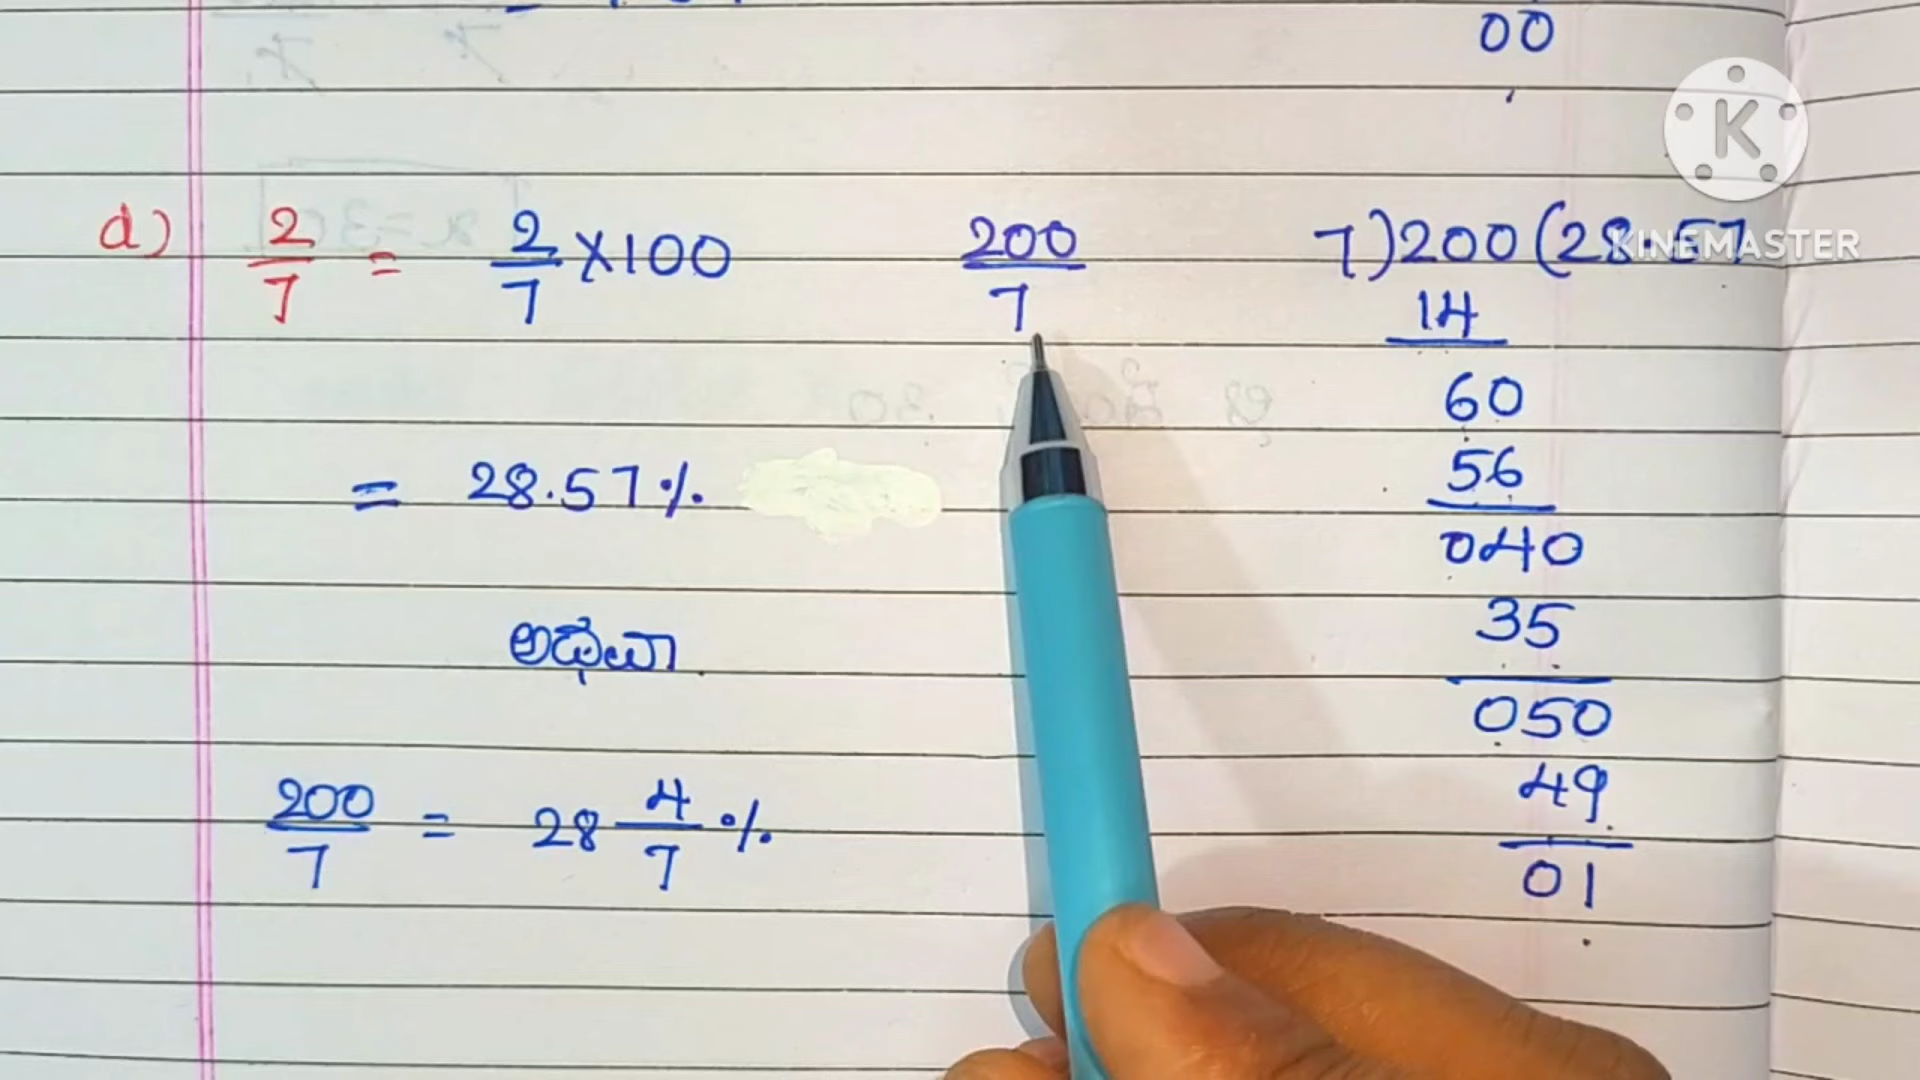 00
K
KINEMASTER
d) 2/7 = 2/7 × 100 200/7 7)200(28.57
14
60
= 28.57% 56
040
ಅಥವಾ 35
050
200/7 = 28 4/7 % 49
01